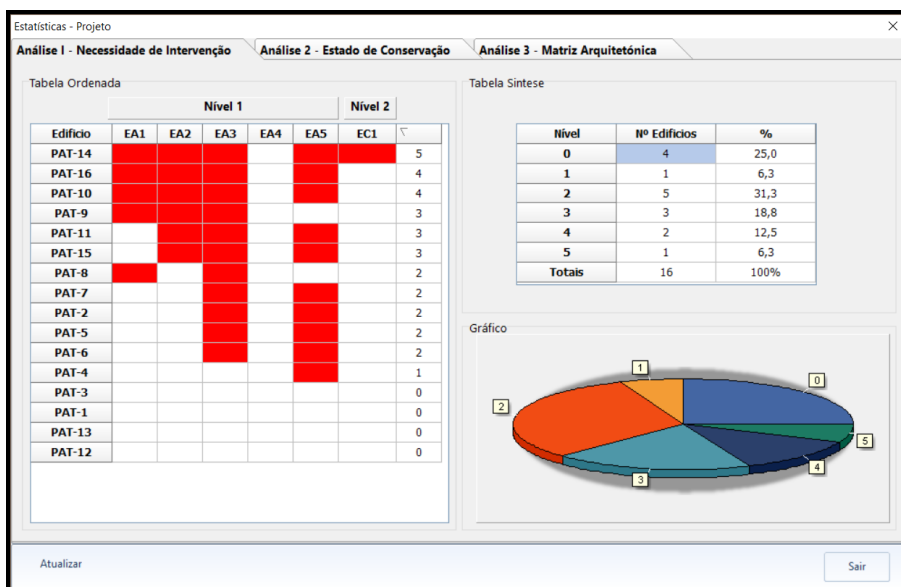 Estatísticas - Projeto
Análise I - Necessidade de Intervenção Análise 2 - Estado de Conservação Análise 3 - Matriz Arquitetónica
Tabela Ordenada
Nível 1 Nível 2
Edificio EA1 EA2 EA3 EA4 EA5 EC1
PAT-14 5
PAT-16 4
PAT-10 4
PAT-9 3
PAT-11 3
PAT-15 3
PAT-8 2
PAT-7 2
PAT-2 2
PAT-5 2
PAT-6 2
PAT-4 1
PAT-3 0
PAT-1 0
PAT-13 0
PAT-12 0
Tabela Sintese
Nível Nº Edificios %
0 4 25,0
1 1 6,3
2 5 31,3
3 3 18,8
4 2 12,5
5 1 6,3
Totais 16 100%
Gráfico
1
0
2
5
4
3
Atualizar
Sair